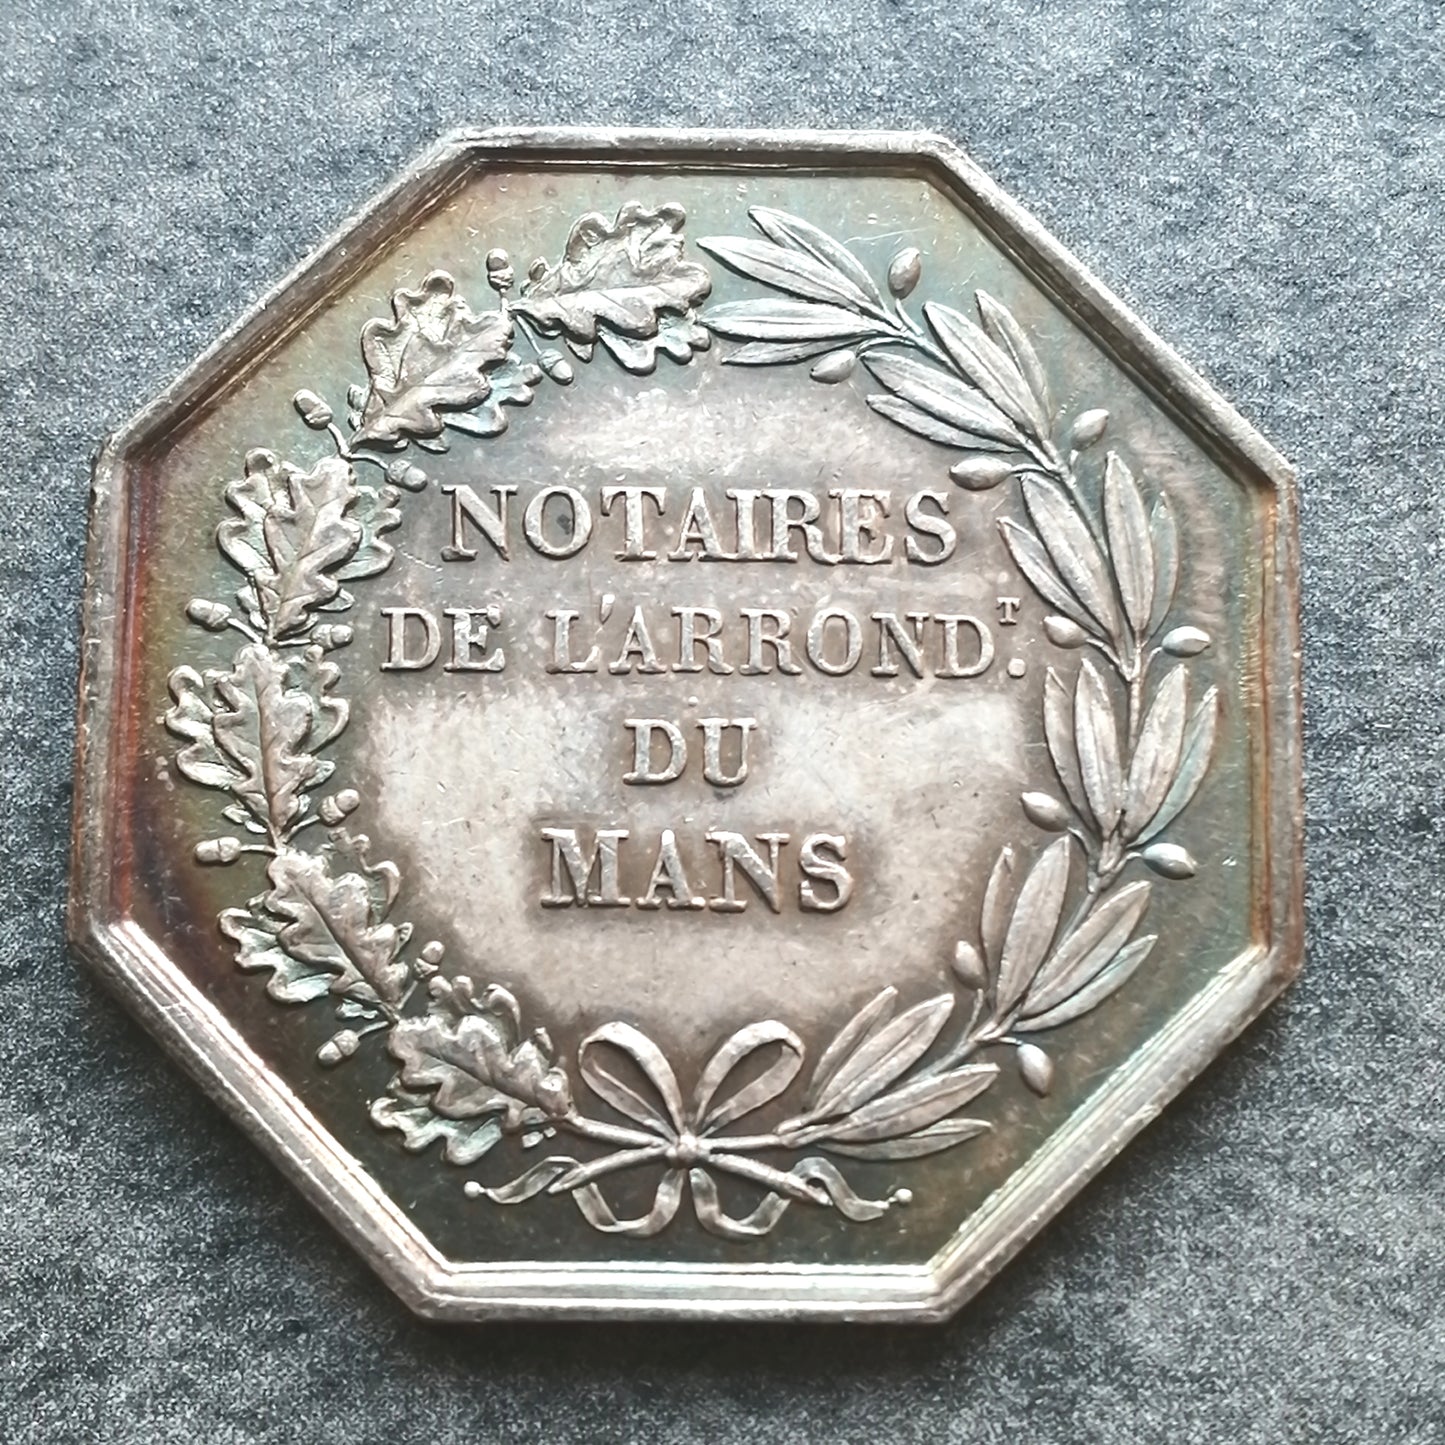 NOTAIRES
DE L'ARROND.T
DU
MANS